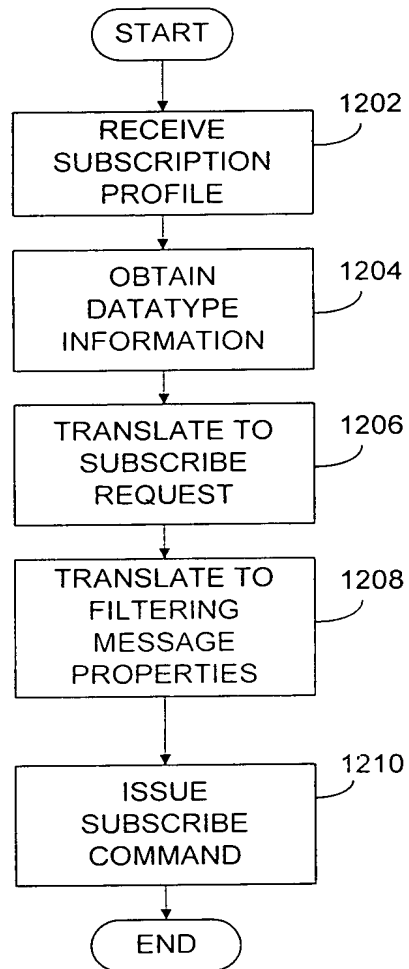 START
1202
RECEIVE
SUBSCRIPTION
PROFILE
1204
OBTAIN
DATATYPE
INFORMATION
1206
TRANSLATE TO
SUBSCRIBE
REQUEST
1208
TRANSLATE TO
FILTERING
MESSAGE
PROPERTIES
1210
ISSUE
SUBSCRIBE
COMMAND
END